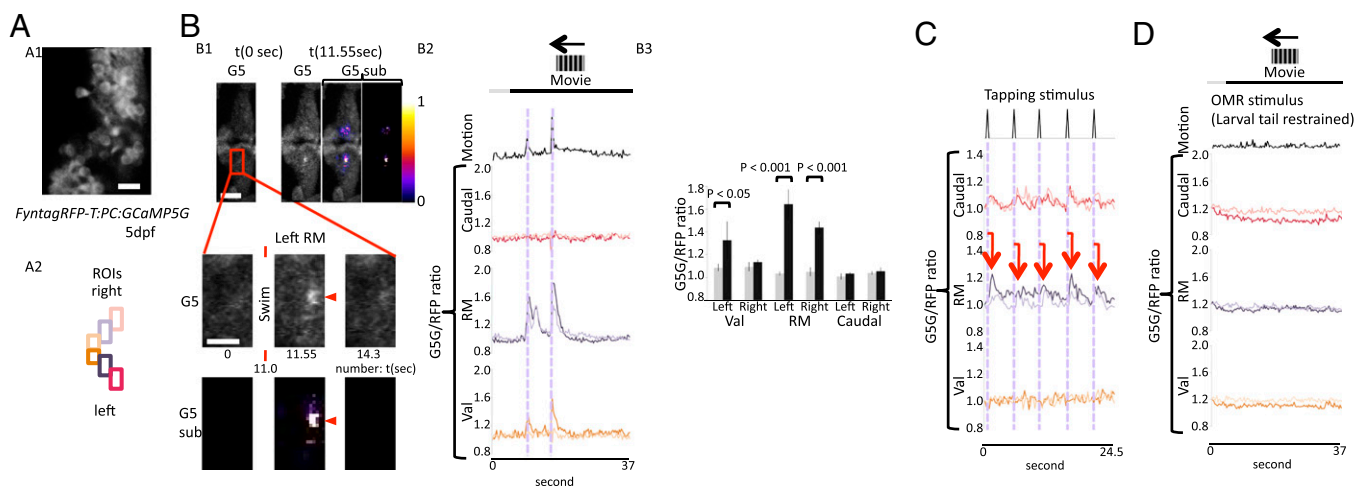 A
A1
FyntagRFP-T:PC:GCaMP5G
5dpf
A2
ROIs
right
left
B
B1
t(0 sec)
t(11.55sec)
G5
G5
G5 sub
1
0
Left RM
G5
Swim
0
11.55
14.3
11.0
number: t(sec)
G5
sub
B2
Movie
Motion
2.0
1.6
1.2
0.8
Caudal
2.0
1.6
1.2
0.8
RM
2.0
1.6
1.2
0.8
Val
G5G/RFP ratio
0
37
second
B3
P < 0.05
P < 0.001
P < 0.001
G5G/RFP ratio
1.8
1.6
1.4
1.2
1.0
0.8
Left Right Left Right Left Right
Val RM Caudal
C
Tapping stimulus
1.4
1.2
1.0
0.8
Caudal
1.4
1.2
1.0
0.8
RM
1.4
1.2
1.0
0.8
Val
G5G/RFP ratio
0
24.5
second
D
Movie
OMR stimulus
(Larval tail restrained)
Motion
2.0
1.6
1.2
0.8
Caudal
2.0
1.6
1.2
0.8
RM
2.0
1.6
1.2
0.8
Val
G5G/RFP ratio
0
37
second